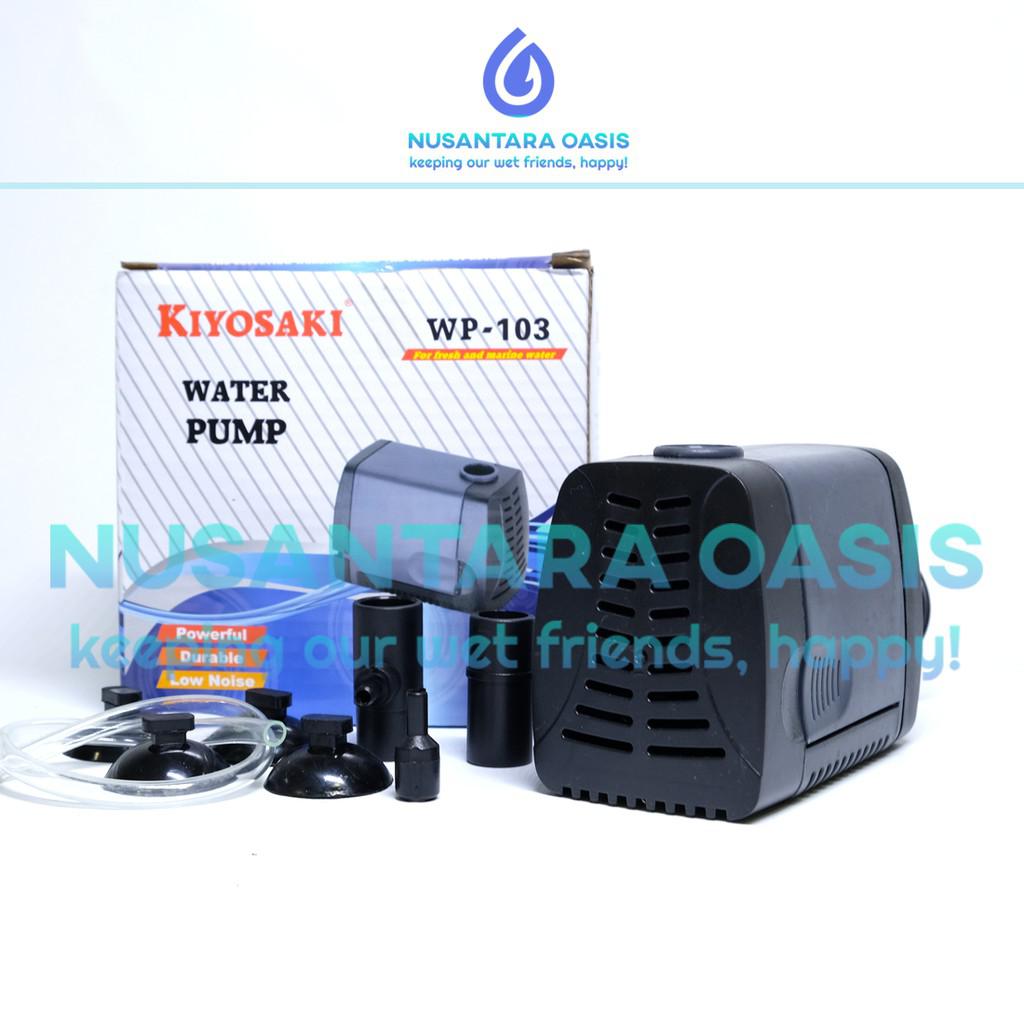 NUSANTARA OASIS
keeping our wet friends, happy!
KIYOSAKI®
WP-103
For fresh and marine water
WATER
PUMP
NUSANTARA OASIS
keeping our wet friends, happy!
Powerful
Durable
Low Noise